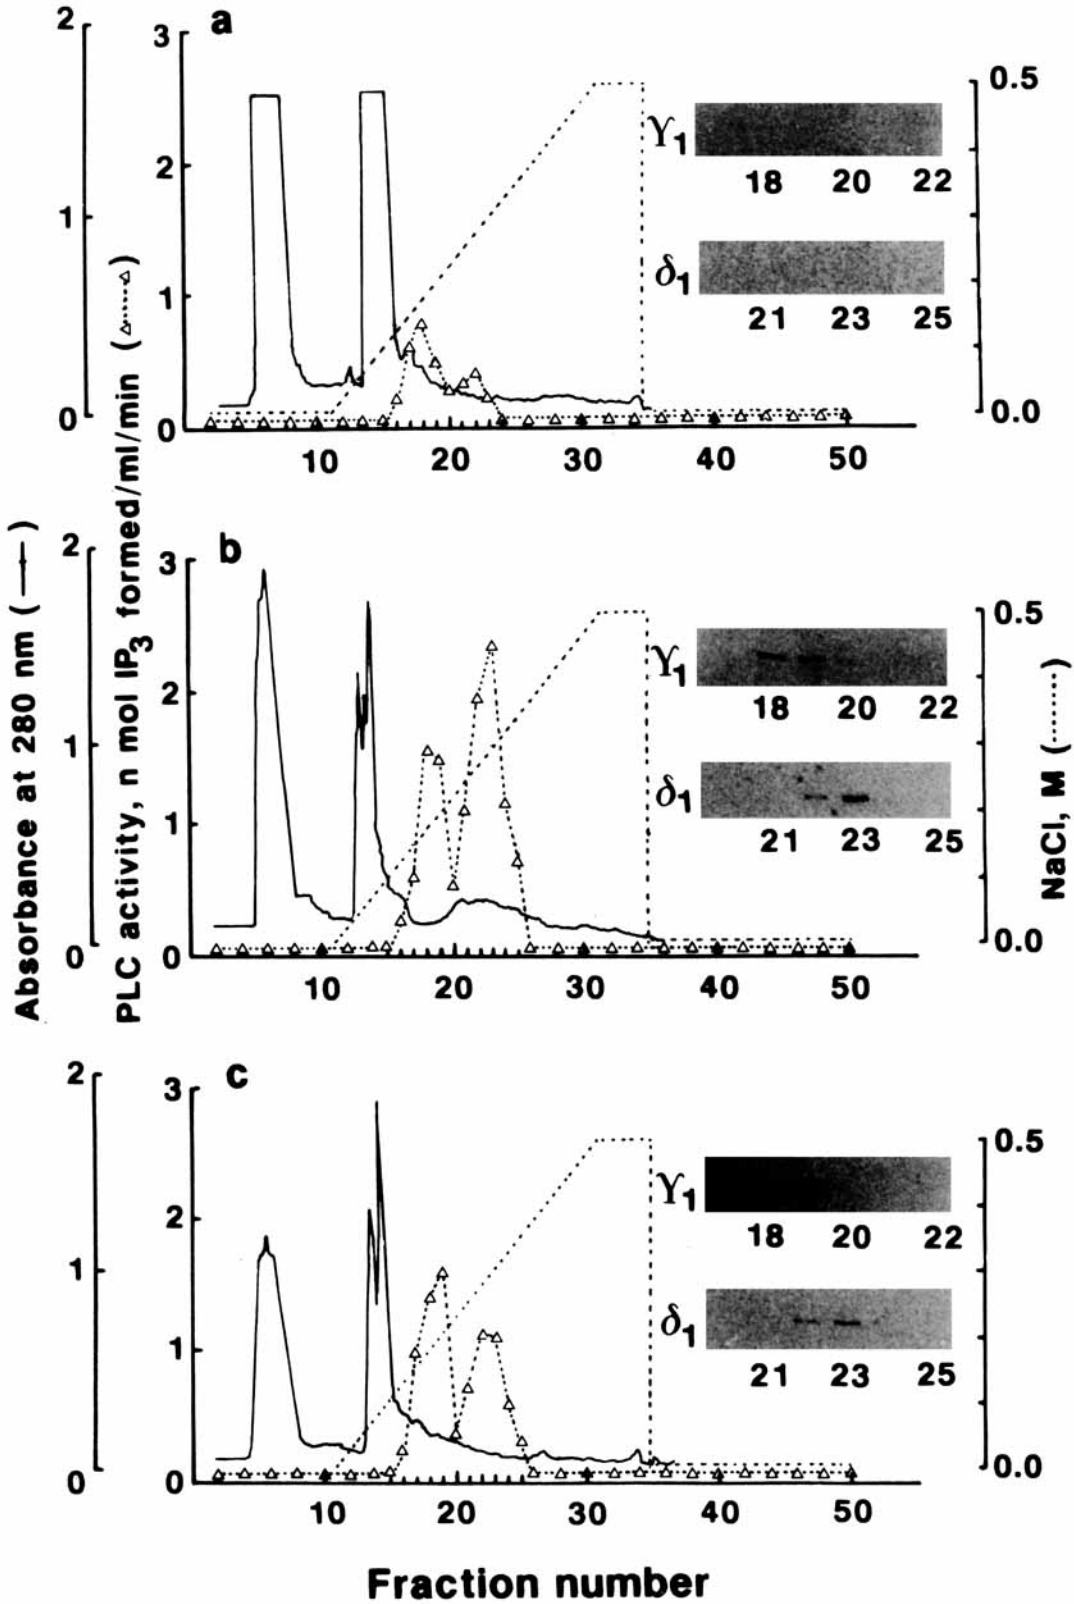 a
2
1
0
3
2
1
0
10 20 30 40 50
0.5
0.0
ϒ1
18 20 22
δ1
21 23 25
b
2
1
0
3
2
1
0
10 20 30 40 50
0.5
0.0
ϒ1
18 20 22
δ1
21 23 25
c
2
1
0
3
2
1
0
10 20 30 40 50
0.5
0.0
ϒ1
18 20 22
δ1
21 23 25
Absorbance at 280 nm (—)
PLC activity, n mol IP3 formed/ml/min (Δ······Δ)
NaCl, M (······)
Fraction number